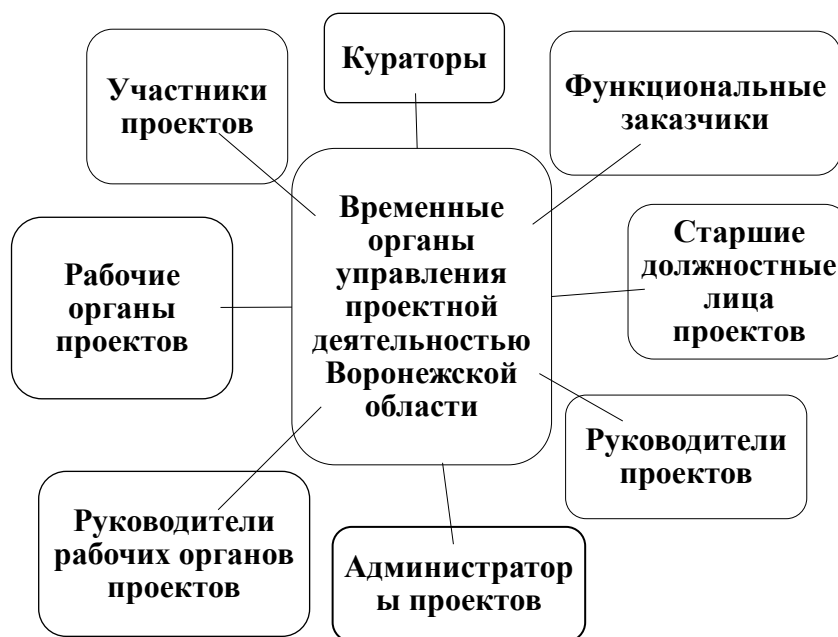 Кураторы
Участники
проектов
Функциональные
заказчики
Временные
органы
управления
проектной
деятельностью
Воронежской
области
Старшие
должностные
лица
проектов
Рабочие
органы
проектов
Руководители
проектов
Руководители
рабочих органов
проектов
Администратор
ы проектов